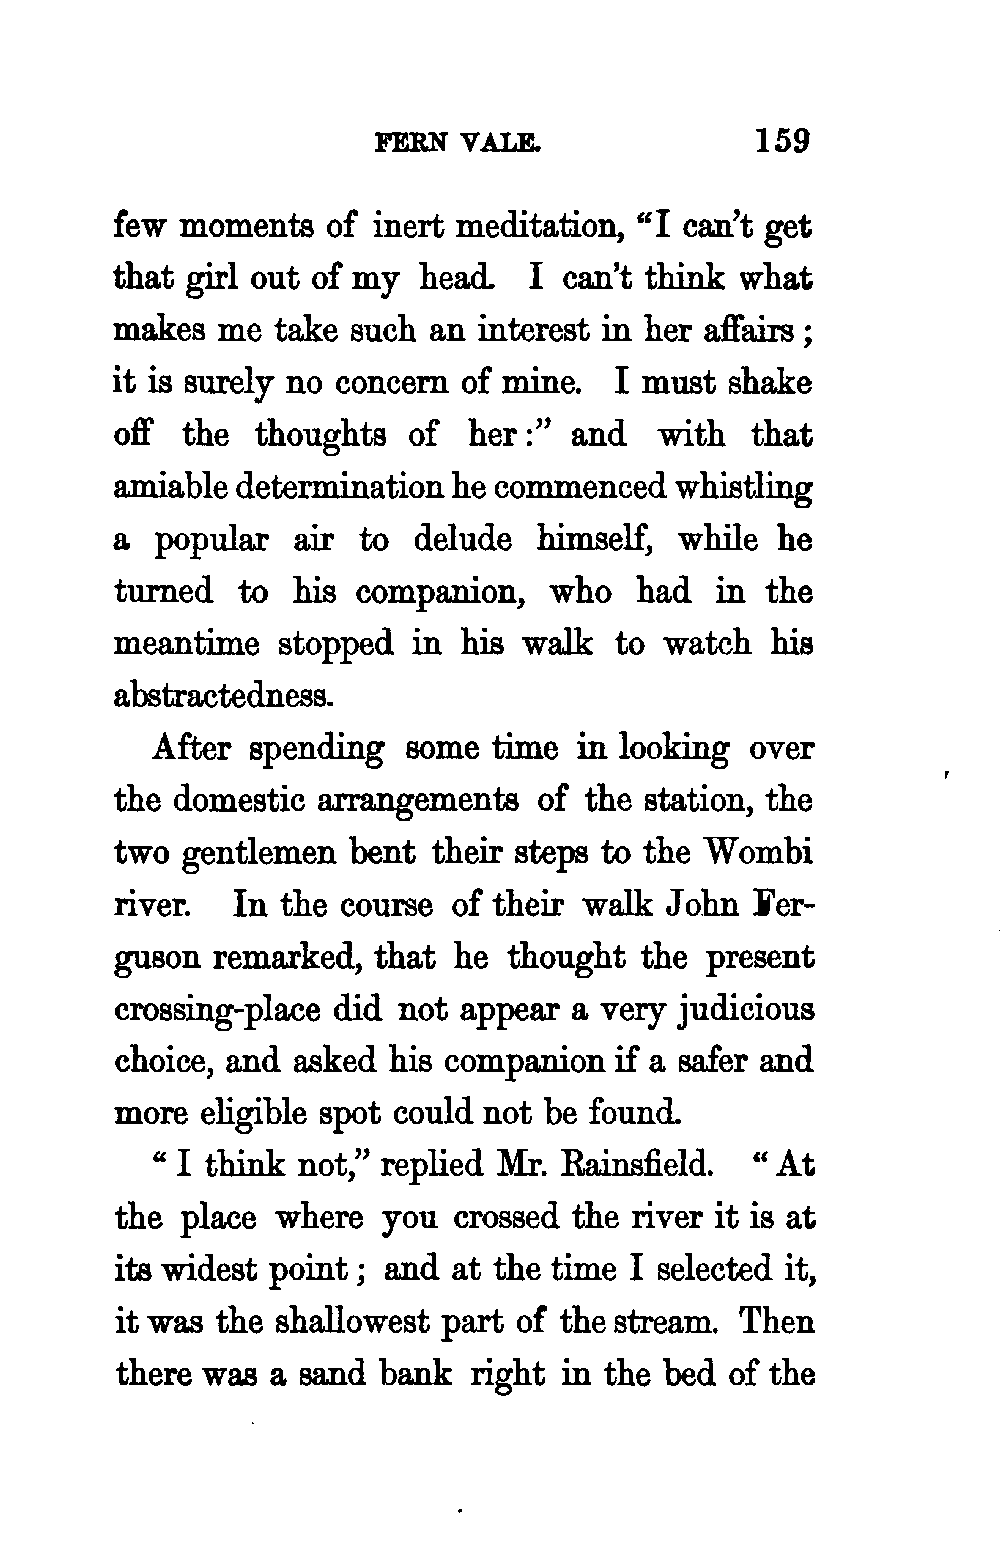 FERN VALE. 159
few moments of inert meditation, "I can't get
that girl out of my head. I can't think what
makes me take such an interest in her affairs;
it is surely no concern of mine. I must shake
off the thoughts of her:" and with that
amiable determination he commenced whistling
a popular air to delude himself, while he
turned to his companion, who had in the
meantime stopped in his walk to watch his
abstractedness.
After spending some time in looking over
the domestic arrangements of the station, the
two gentlemen bent their steps to the Wombi
river. In the course of their walk John Fer-
guson remarked, that he thought the present
crossing-place did not appear a very judicious
choice, and asked his companion if a safer and
more eligible spot could not be found.
"I think not," replied Mr. Rainsfield. "At
the place where you crossed the river it is at
its widest point; and at the time I selected it,
it was the shallowest part of the stream. Then
there was a sand bank right in the bed of the